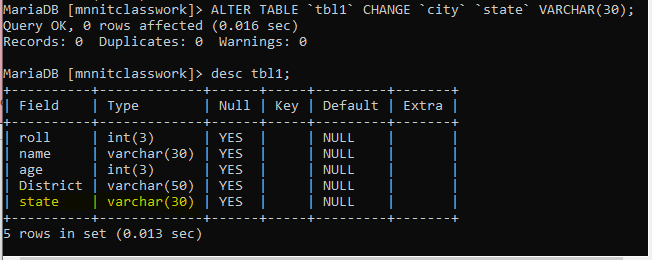 MariaDB [mnnitclasswork]> ALTER TABLE `tbl1` CHANGE `city` `state` VARCHAR(30);
Query OK, 0 rows affected (0.016 sec)
Records: 0  Duplicates: 0  Warnings: 0

MariaDB [mnnitclasswork]> desc tbl1;
+----------+-------------+------+-----+---------+-------+
| Field    | Type        | Null | Key | Default | Extra |
+----------+-------------+------+-----+---------+-------+
| roll     | int(3)      | YES  |     | NULL    |       |
| name     | varchar(30) | YES  |     | NULL    |       |
| age      | int(3)      | YES  |     | NULL    |       |
| District | varchar(50) | YES  |     | NULL    |       |
| state    | varchar(30) | YES  |     | NULL    |       |
+----------+-------------+------+-----+---------+-------+
5 rows in set (0.013 sec)